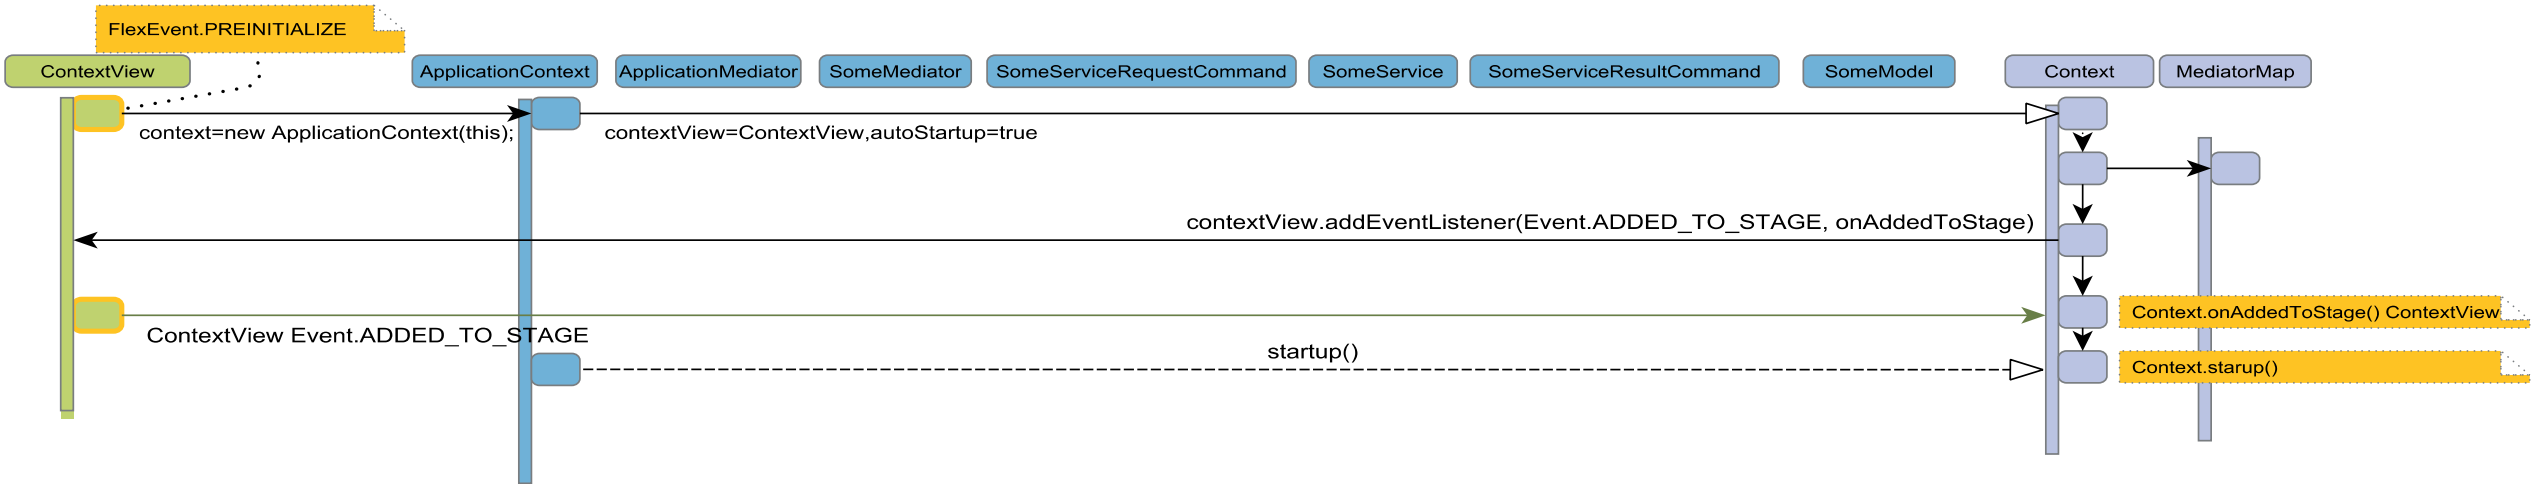 FlexEvent.PREINITIALIZE
ContextView
ApplicationContext
ApplicationMediator
SomeMediator
SomeServiceRequestCommand
SomeService
SomeServiceResultCommand
SomeModel
Context
MediatorMap
context=new ApplicationContext(this);
contextView=ContextView,autoStartup=true
contextView.addEventListener(Event.ADDED_TO_STAGE, onAddedToStage)
Context.onAddedToStage() ContextView
ContextView Event.ADDED_TO_STAGE
startup()
Context.starup()